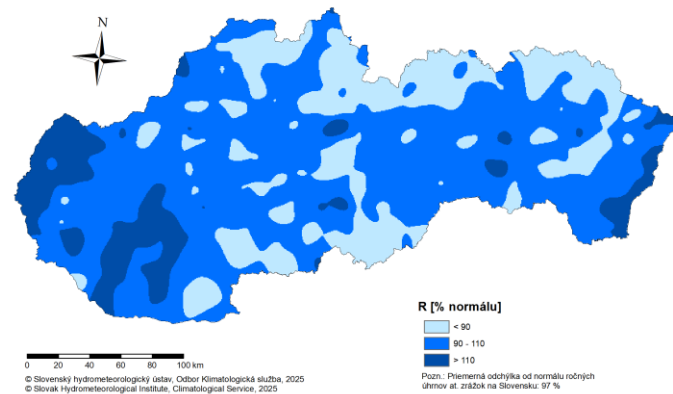 N
R [% normálu]
< 90
90 - 110
> 110
0 20 40 60 80 100 km
Pozn.: Priemerná odchýlka od normálu ročných
úhrnov at. zrážok na Slovensku: 97 %
© Slovenský hydrometeorologický ústav, Odbor Klimatologická služba, 2025
© Slovak Hydrometeorological Institute, Climatological Service, 2025